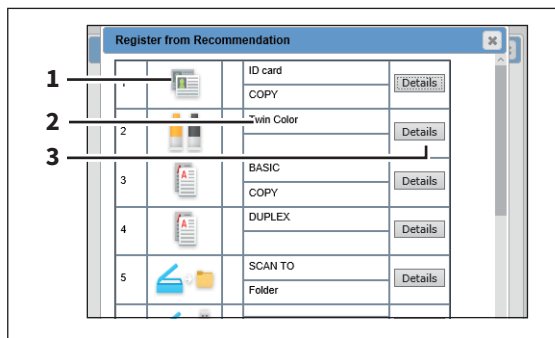 Register from Recommendation
1
1
ID card
COPY
Details
2
2
Twin Color
Details
3
3
BASIC
COPY
Details
4
DUPLEX
Details
5
SCAN TO
Folder
Details